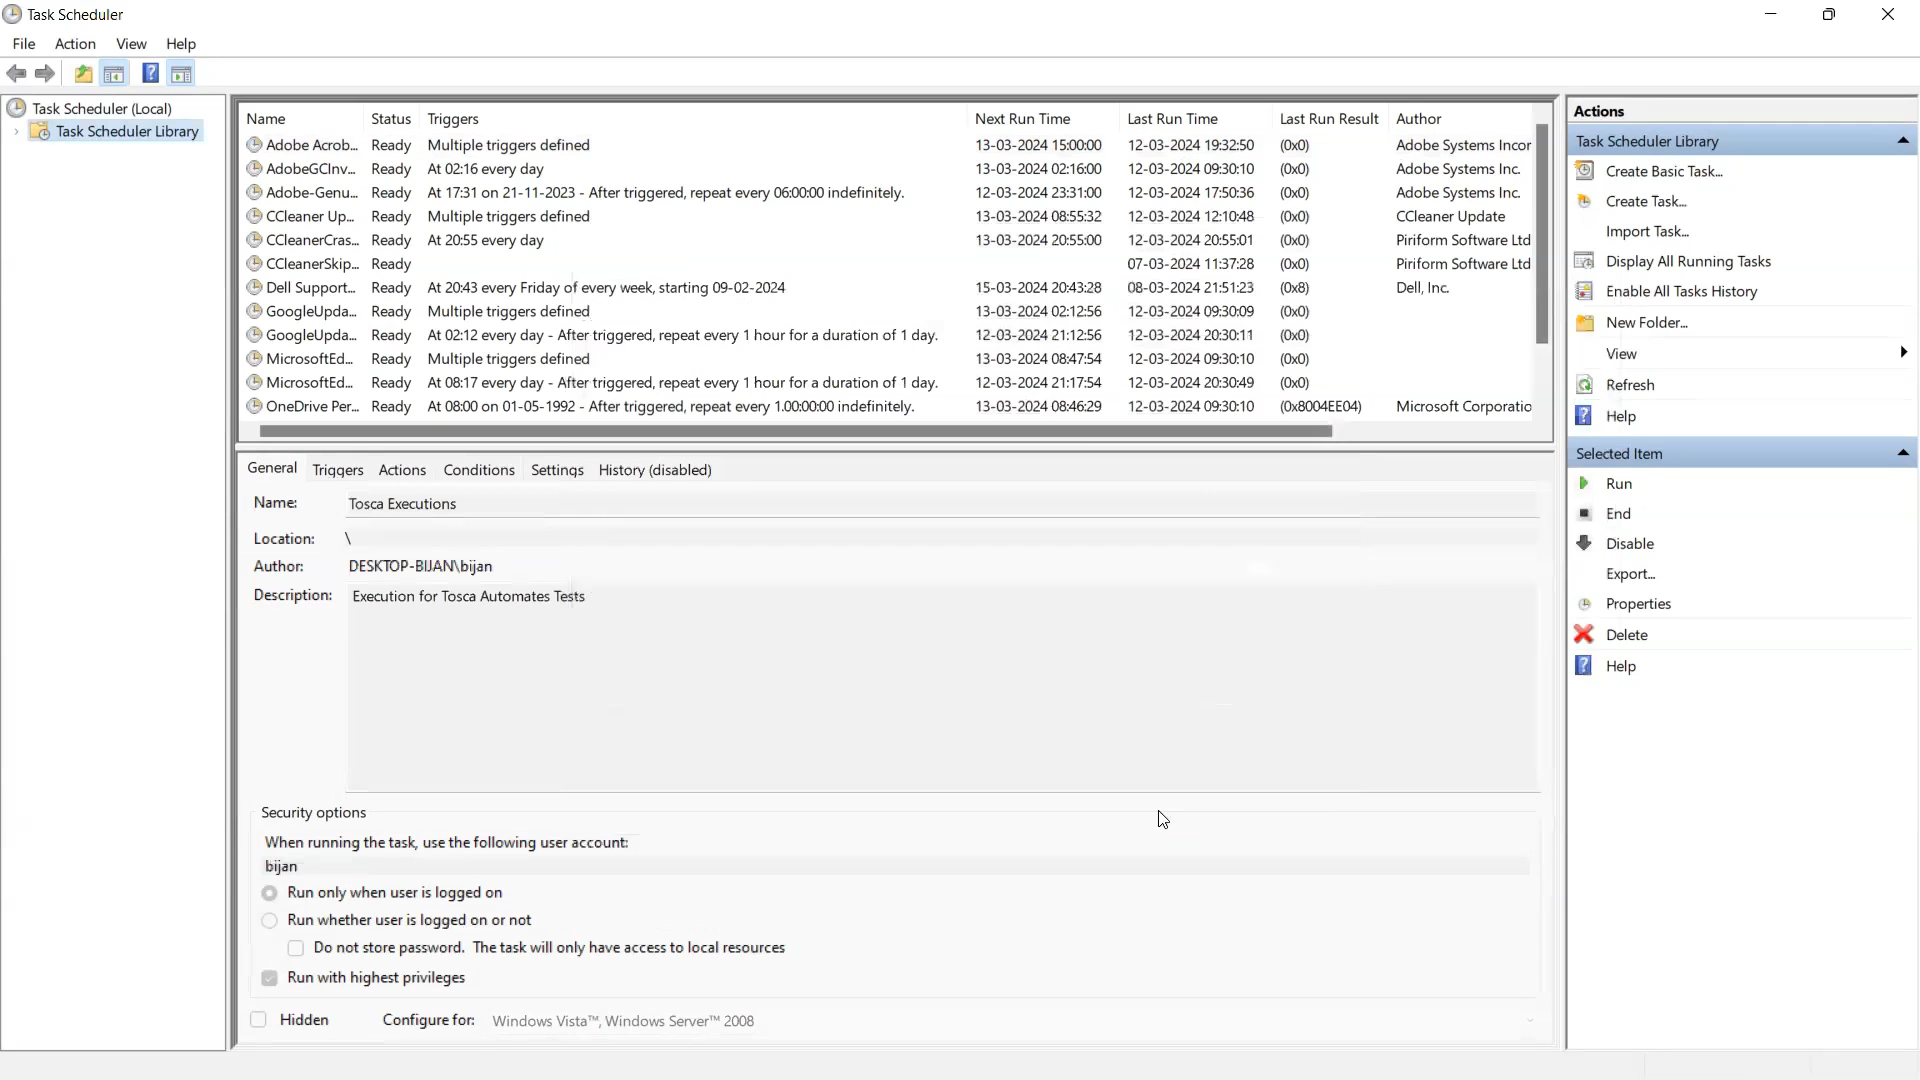 Task Scheduler
File Action View Help
Task Scheduler (Local)
Task Scheduler Library
Name Status Triggers Next Run Time Last Run Time Last Run Result Author
Adobe Acrob... Ready Multiple triggers defined 13-03-2024 15:00:00 12-03-2024 19:32:50 (0x0) Adobe Systems Incor
AdobeGCInv... Ready At 02:16 every day 13-03-2024 02:16:00 12-03-2024 09:30:10 (0x0) Adobe Systems Inc.
Adobe-Genu... Ready At 17:31 on 21-11-2023 - After triggered, repeat every 06:00:00 indefinitely. 12-03-2024 23:31:00 12-03-2024 17:50:36 (0x0) Adobe Systems Inc.
CCleaner Up... Ready Multiple triggers defined 13-03-2024 08:55:32 12-03-2024 12:10:48 (0x0) CCleaner Update
CCleanerCras... Ready At 20:55 every day 13-03-2024 20:55:00 12-03-2024 20:55:01 (0x0) Piriform Software Ltd
CCleanerSkip... Ready 07-03-2024 11:37:28 (0x0) Piriform Software Ltd
Dell Support... Ready At 20:43 every Friday of every week, starting 09-02-2024 15-03-2024 20:43:28 08-03-2024 21:51:23 (0x8) Dell, Inc.
GoogleUpda... Ready Multiple triggers defined 13-03-2024 02:12:56 12-03-2024 09:30:09 (0x0)
GoogleUpda... Ready At 02:12 every day - After triggered, repeat every 1 hour for a duration of 1 day. 12-03-2024 21:12:56 12-03-2024 20:30:11 (0x0)
MicrosoftEd... Ready Multiple triggers defined 13-03-2024 08:47:54 12-03-2024 09:30:10 (0x0)
MicrosoftEd... Ready At 08:17 every day - After triggered, repeat every 1 hour for a duration of 1 day. 12-03-2024 21:17:54 12-03-2024 20:30:49 (0x0)
OneDrive Per... Ready At 08:00 on 01-05-1992 - After triggered, repeat every 1.00:00:00 indefinitely. 13-03-2024 08:46:29 12-03-2024 09:30:10 (0x8004EE04) Microsoft Corporatio
General Triggers Actions Conditions Settings History (disabled)
Name: Tosca Executions
Location: \
Author: DESKTOP-BIJAN\bijan
Description: Execution for Tosca Automates Tests
Security options
When running the task, use the following user account:
bijan
Run only when user is logged on
Run whether user is logged on or not
Do not store password. The task will only have access to local resources
Run with highest privileges
Hidden Configure for: Windows Vista™, Windows Server™ 2008
Actions
Task Scheduler Library
Create Basic Task...
Create Task...
Import Task...
Display All Running Tasks
Enable All Tasks History
New Folder...
View
Refresh
Help
Selected Item
Run
End
Disable
Export...
Properties
Delete
Help